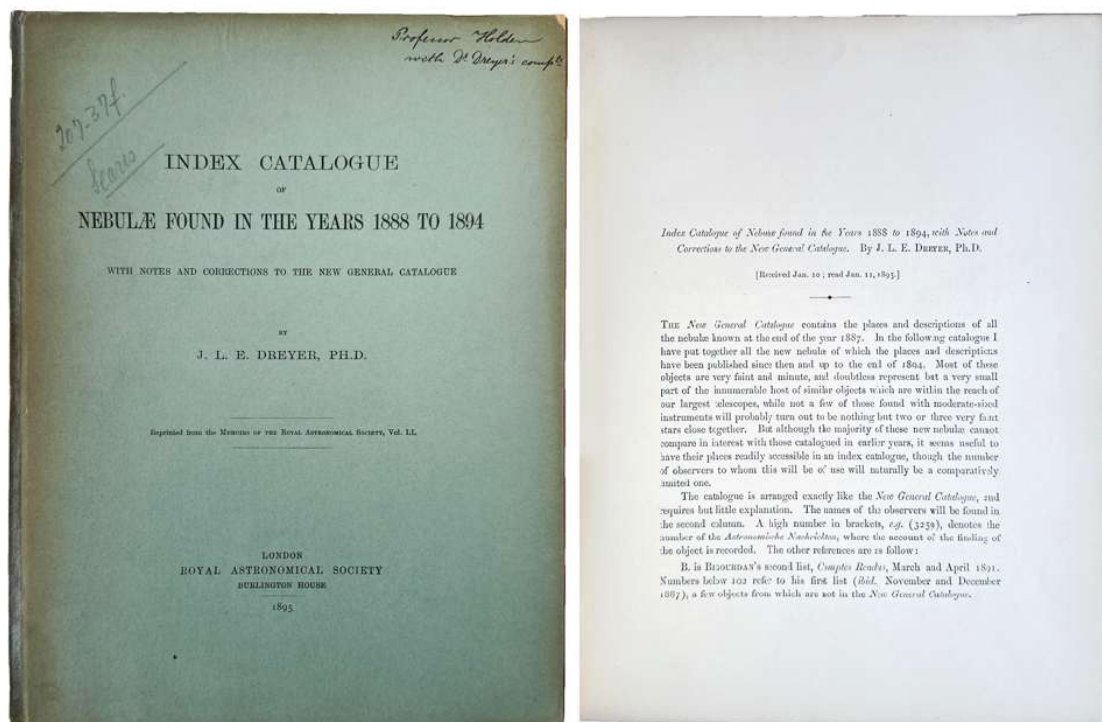 Professor Holden
with Dr. Dreyer's compts
207-37f.
Searis
INDEX CATALOGUE
OF
NEBULÆ FOUND IN THE YEARS 1888 TO 1894
WITH NOTES AND CORRECTIONS TO THE NEW GENERAL CATALOGUE
BY
J. L. E. DREYER, PH.D.
Reprinted from the MEMOIRS OF THE ROYAL ASTRONOMICAL SOCIETY, VOL. LI.
LONDON
ROYAL ASTRONOMICAL SOCIETY
BURLINGTON HOUSE
1895
Index Catalogue of Nebulæ found in the Years 1888 to 1894, with Notes and
Corrections to the New General Catalogue. By J. L. E. DREYER, Ph.D.
[Received Jan. 10; read Jan. 11, 1895.]
THE New General Catalogue contains the places and descriptions of all
the nebulæ known at the end of the year 1887. In the following catalogue I
have put together all the new nebulæ of which the places and descriptions
have been published since then and up to the end of 1894. Most of these
objects are very faint and minute, and doubtless represent but a very small
part of the innumerable host of similar objects which are within the reach of
our largest telescopes, while not a few of those found with moderate-sized
instruments will probably turn out to be nothing but two or three very faint
stars close together. But although the majority of these new nebulæ cannot
compare in interest with those catalogued in earlier years, it seems useful to
have their places readily accessible in an index catalogue, though the number
of observers to whom this will be of use will naturally be a comparatively
limited one.
The catalogue is arranged exactly like the New General Catalogue, and
requires but little explanation. The names of the observers will be found in
the second column. A high number in brackets, e.g. (3259), denotes the
number of the Astronomische Nachrichten, where the account of the finding of
the object is recorded. The other references are as follow:
B. is BIGOURDAN'S second list, Comptes Rendus, March and April 1891.
Numbers below 102 refer to his first list (ibid. November and December
1887), a few objects from which are not in the New General Catalogue.